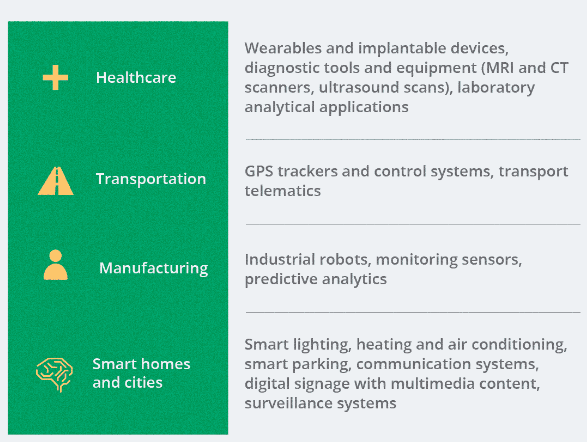 Healthcare
Wearables and implantable devices,
diagnostic tools and equipment (MRI and CT
scanners, ultrasound scans), laboratory
analytical applications
Transportation
GPS trackers and control systems, transport
telematics
Manufacturing
Industrial robots, monitoring sensors,
predictive analytics
Smart homes
and cities
Smart lighting, heating and air conditioning,
smart parking, communication systems,
digital signage with multimedia content,
surveillance systems